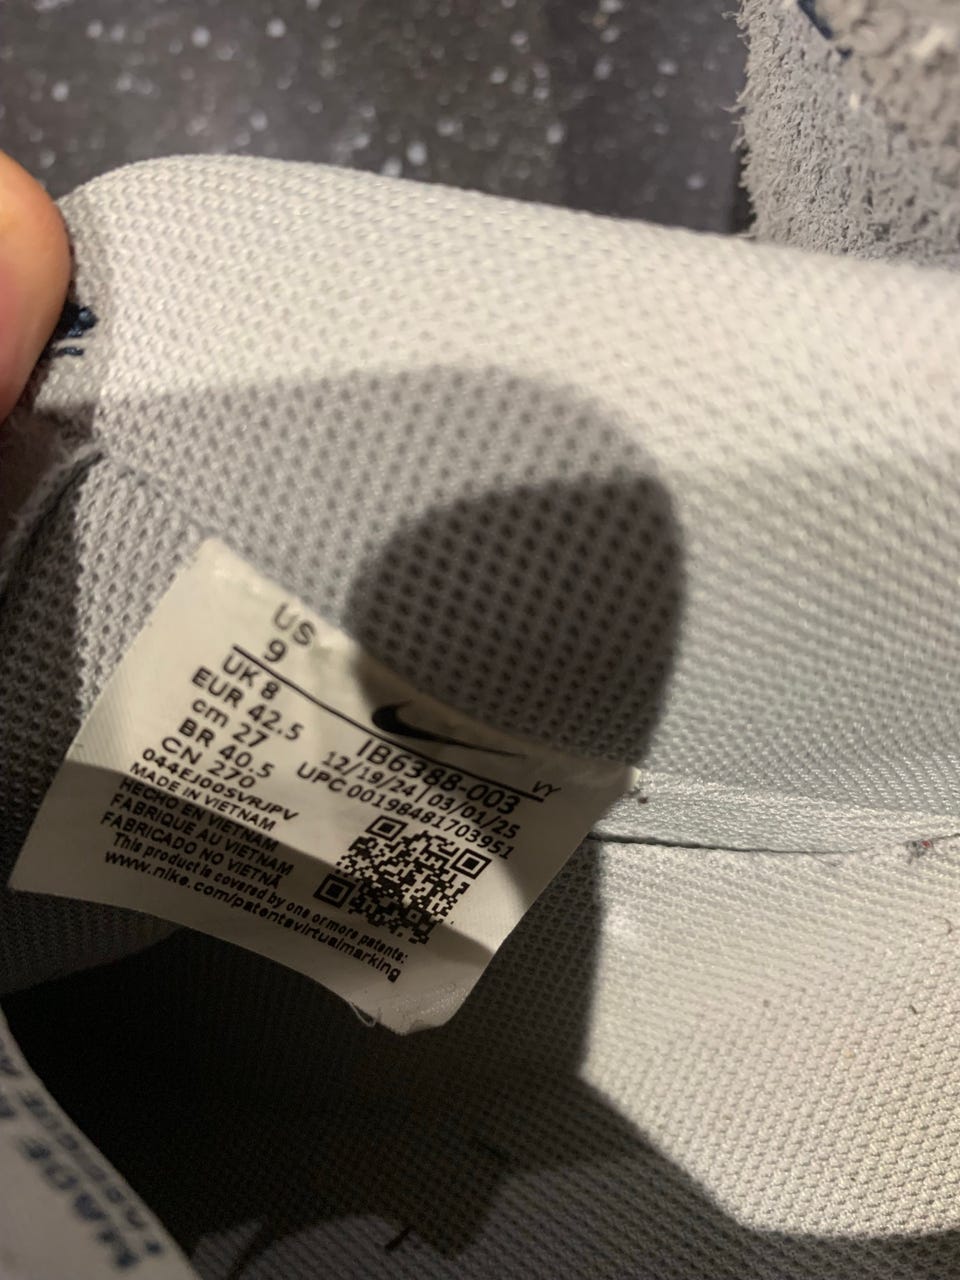 US
9
UK 8
EUR 42.5
cm 27
BR 40.5
CN 270
044EJD0SVRJPV
MADE IN VIETNAM
HECHO EN VIETNAM
FABRIQUE AU VIETNAM
FABRICADO NO VIETNÃ
This product is covered by one or more patents:
www.nike.com/patentsvirtualmarking
IB6388-003
VY
12/19/24 | 03/01/25
UPC 00198481703951
MADE